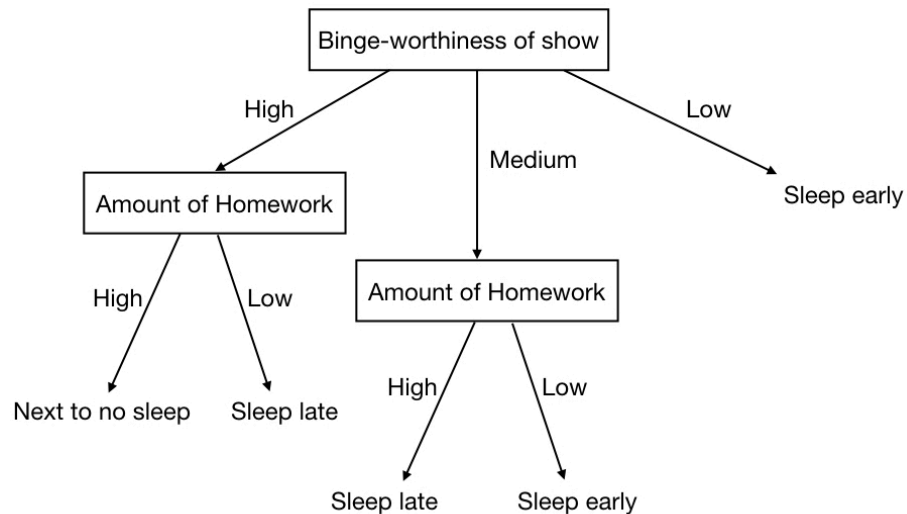 Binge-worthiness of show
High
Low
Medium
Amount of Homework
Sleep early
Amount of Homework
High
Low
High
Low
Next to no sleep
Sleep late
Sleep late
Sleep early